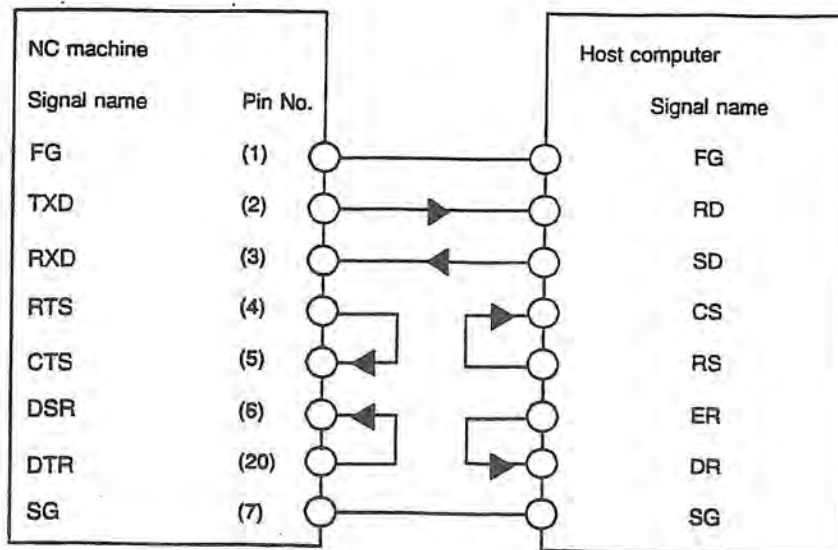 NC machine
Signal name Pin No.
FG (1)
TXD (2)
RXD (3)
RTS (4)
CTS (5)
DSR (6)
DTR (20)
SG (7)
Host computer
Signal name
FG
RD
SD
CS
RS
ER
DR
SG